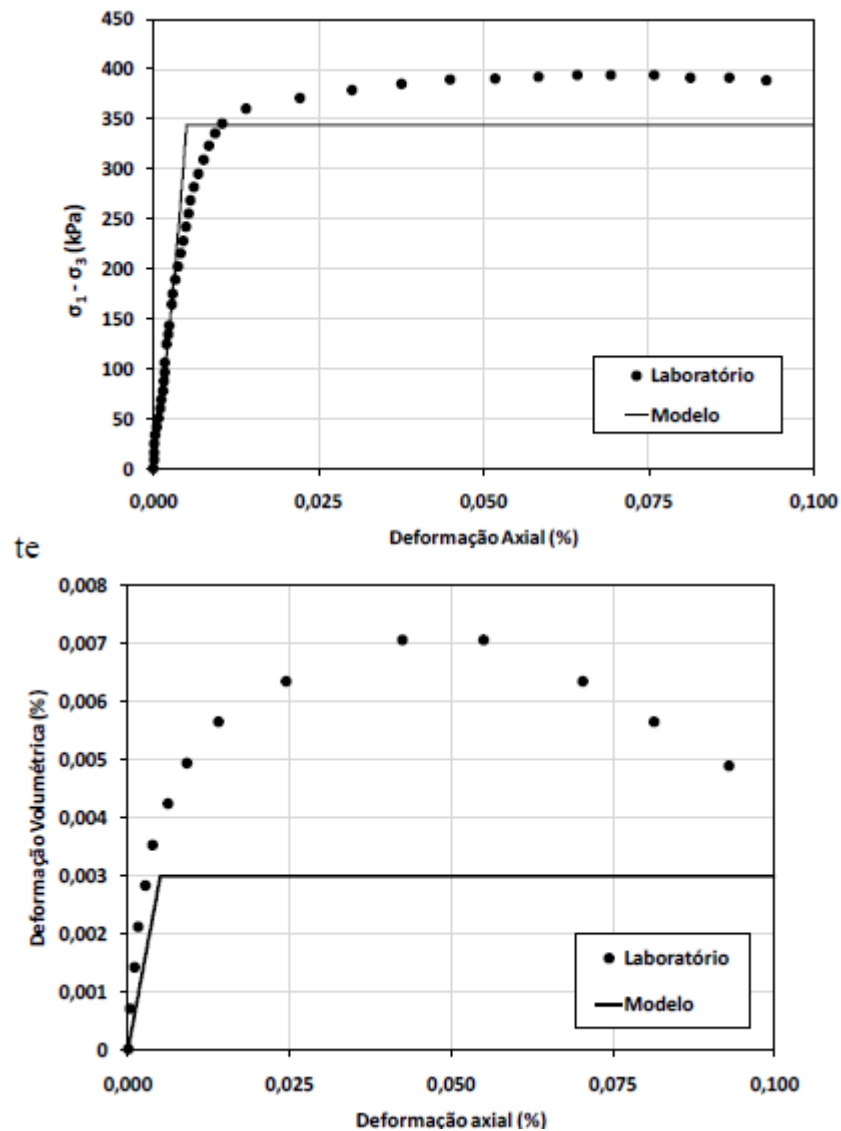 450
400
350
300
250
200
150
100
50
0
σ1 - σ3 (kPa)
Laboratório
Modelo
0,000 0,025 0,050 0,075 0,100
Deformação Axial (%)
te
0,008
0,007
0,006
0,005
0,004
0,003
0,002
0,001
0
Deformação Volumétrica (%)
Laboratório
Modelo
0,000 0,025 0,050 0,075 0,100
Deformação axial (%)